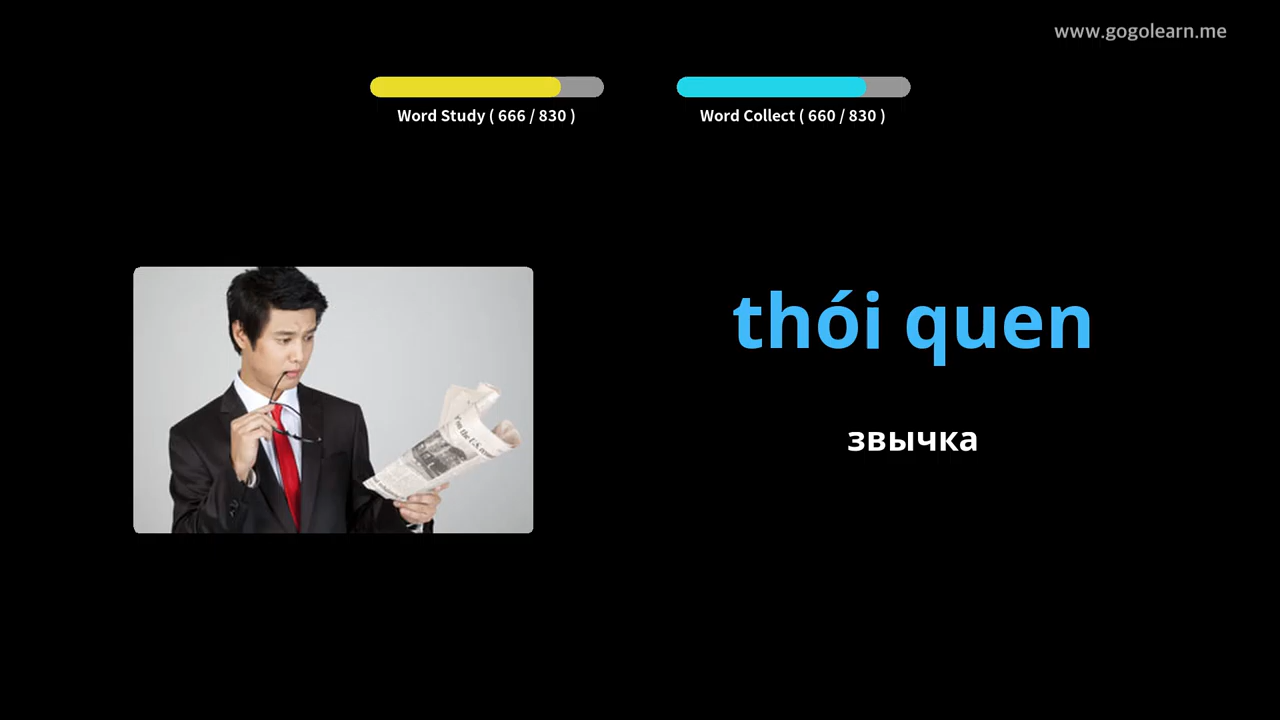 www.gogolearn.me
Word Study ( 666 / 830 )
Word Collect ( 660 / 830 )
thói quen
звычка